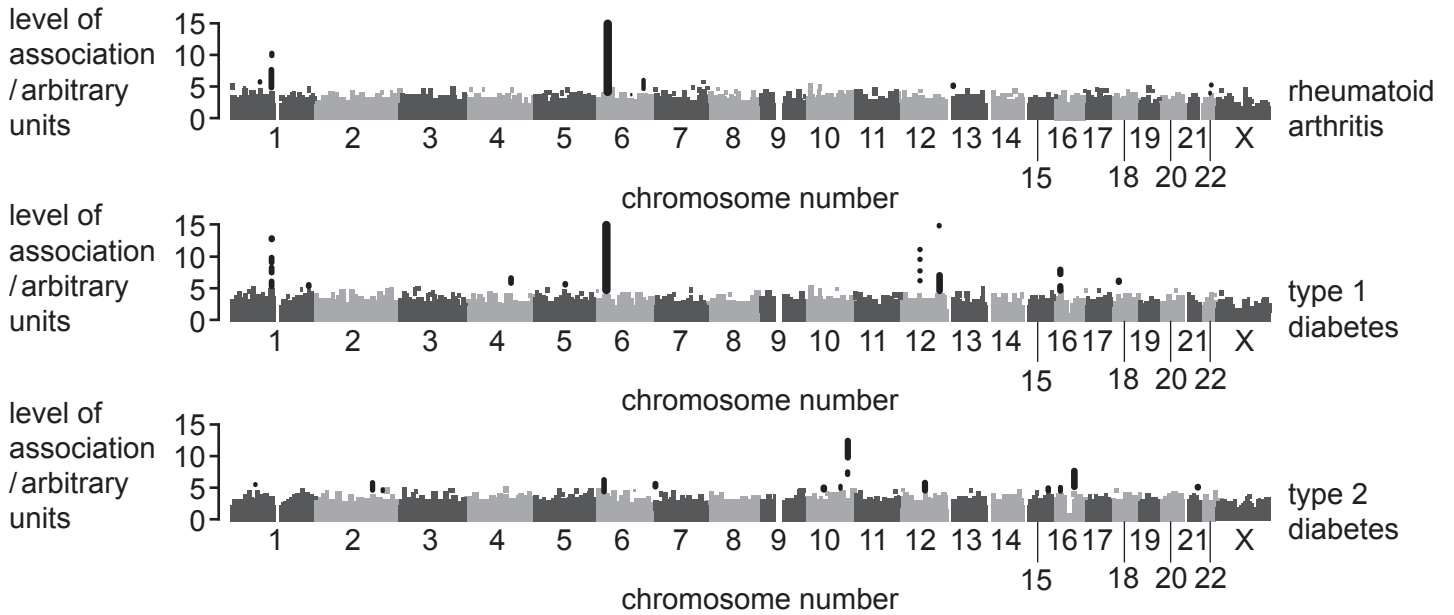 level of
association
/ arbitrary
units
15
10
5
0
rheumatoid
arthritis
1 2 3 4 5 6 7 8 9 10 11 12 13 14 16 17 19 21 X
15 18 20 22
chromosome number
level of
association
/ arbitrary
units
15
10
5
0
type 1
diabetes
1 2 3 4 5 6 7 8 9 10 11 12 13 14 16 17 19 21 X
15 18 20 22
chromosome number
level of
association
/ arbitrary
units
15
10
5
0
type 2
diabetes
1 2 3 4 5 6 7 8 9 10 11 12 13 14 16 17 19 21 X
15 18 20 22
chromosome number